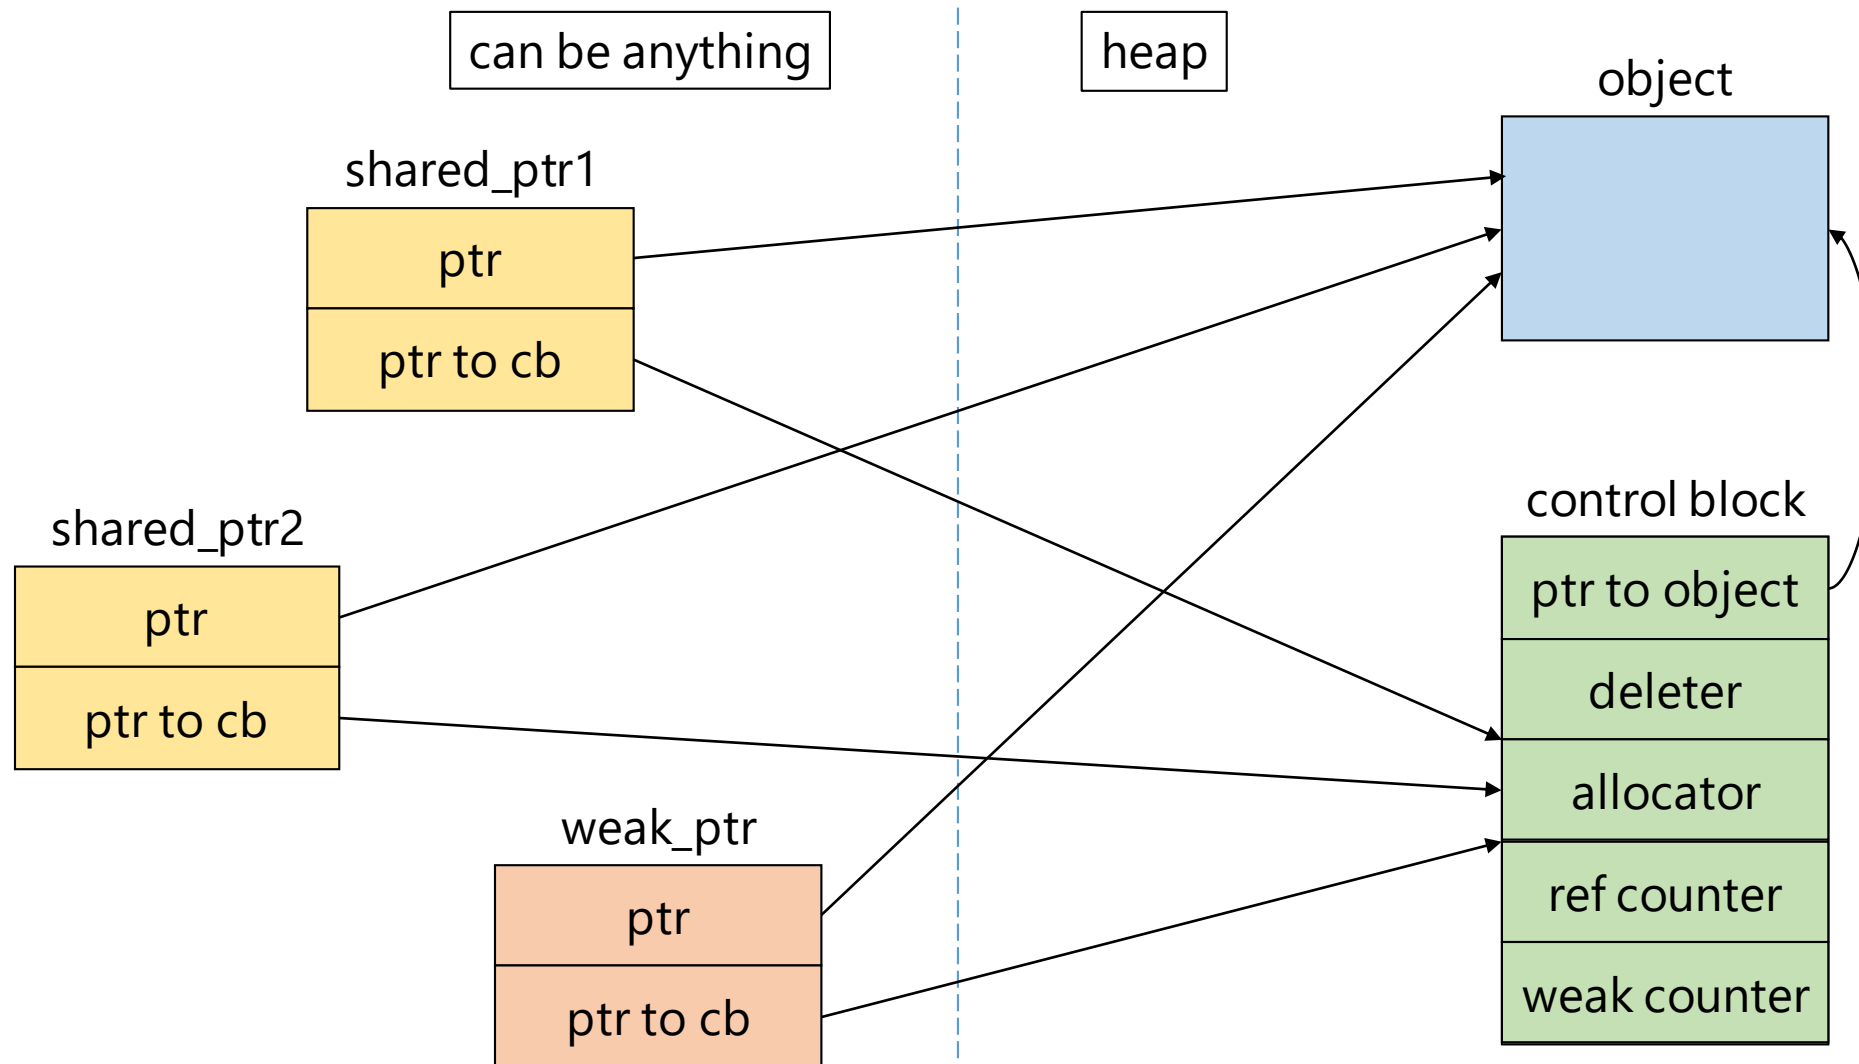 can be anything
heap
object
shared_ptr1
ptr
ptr to cb
shared_ptr2
ptr
ptr to cb
weak_ptr
ptr
ptr to cb
control block
ptr to object
deleter
allocator
ref counter
weak counter